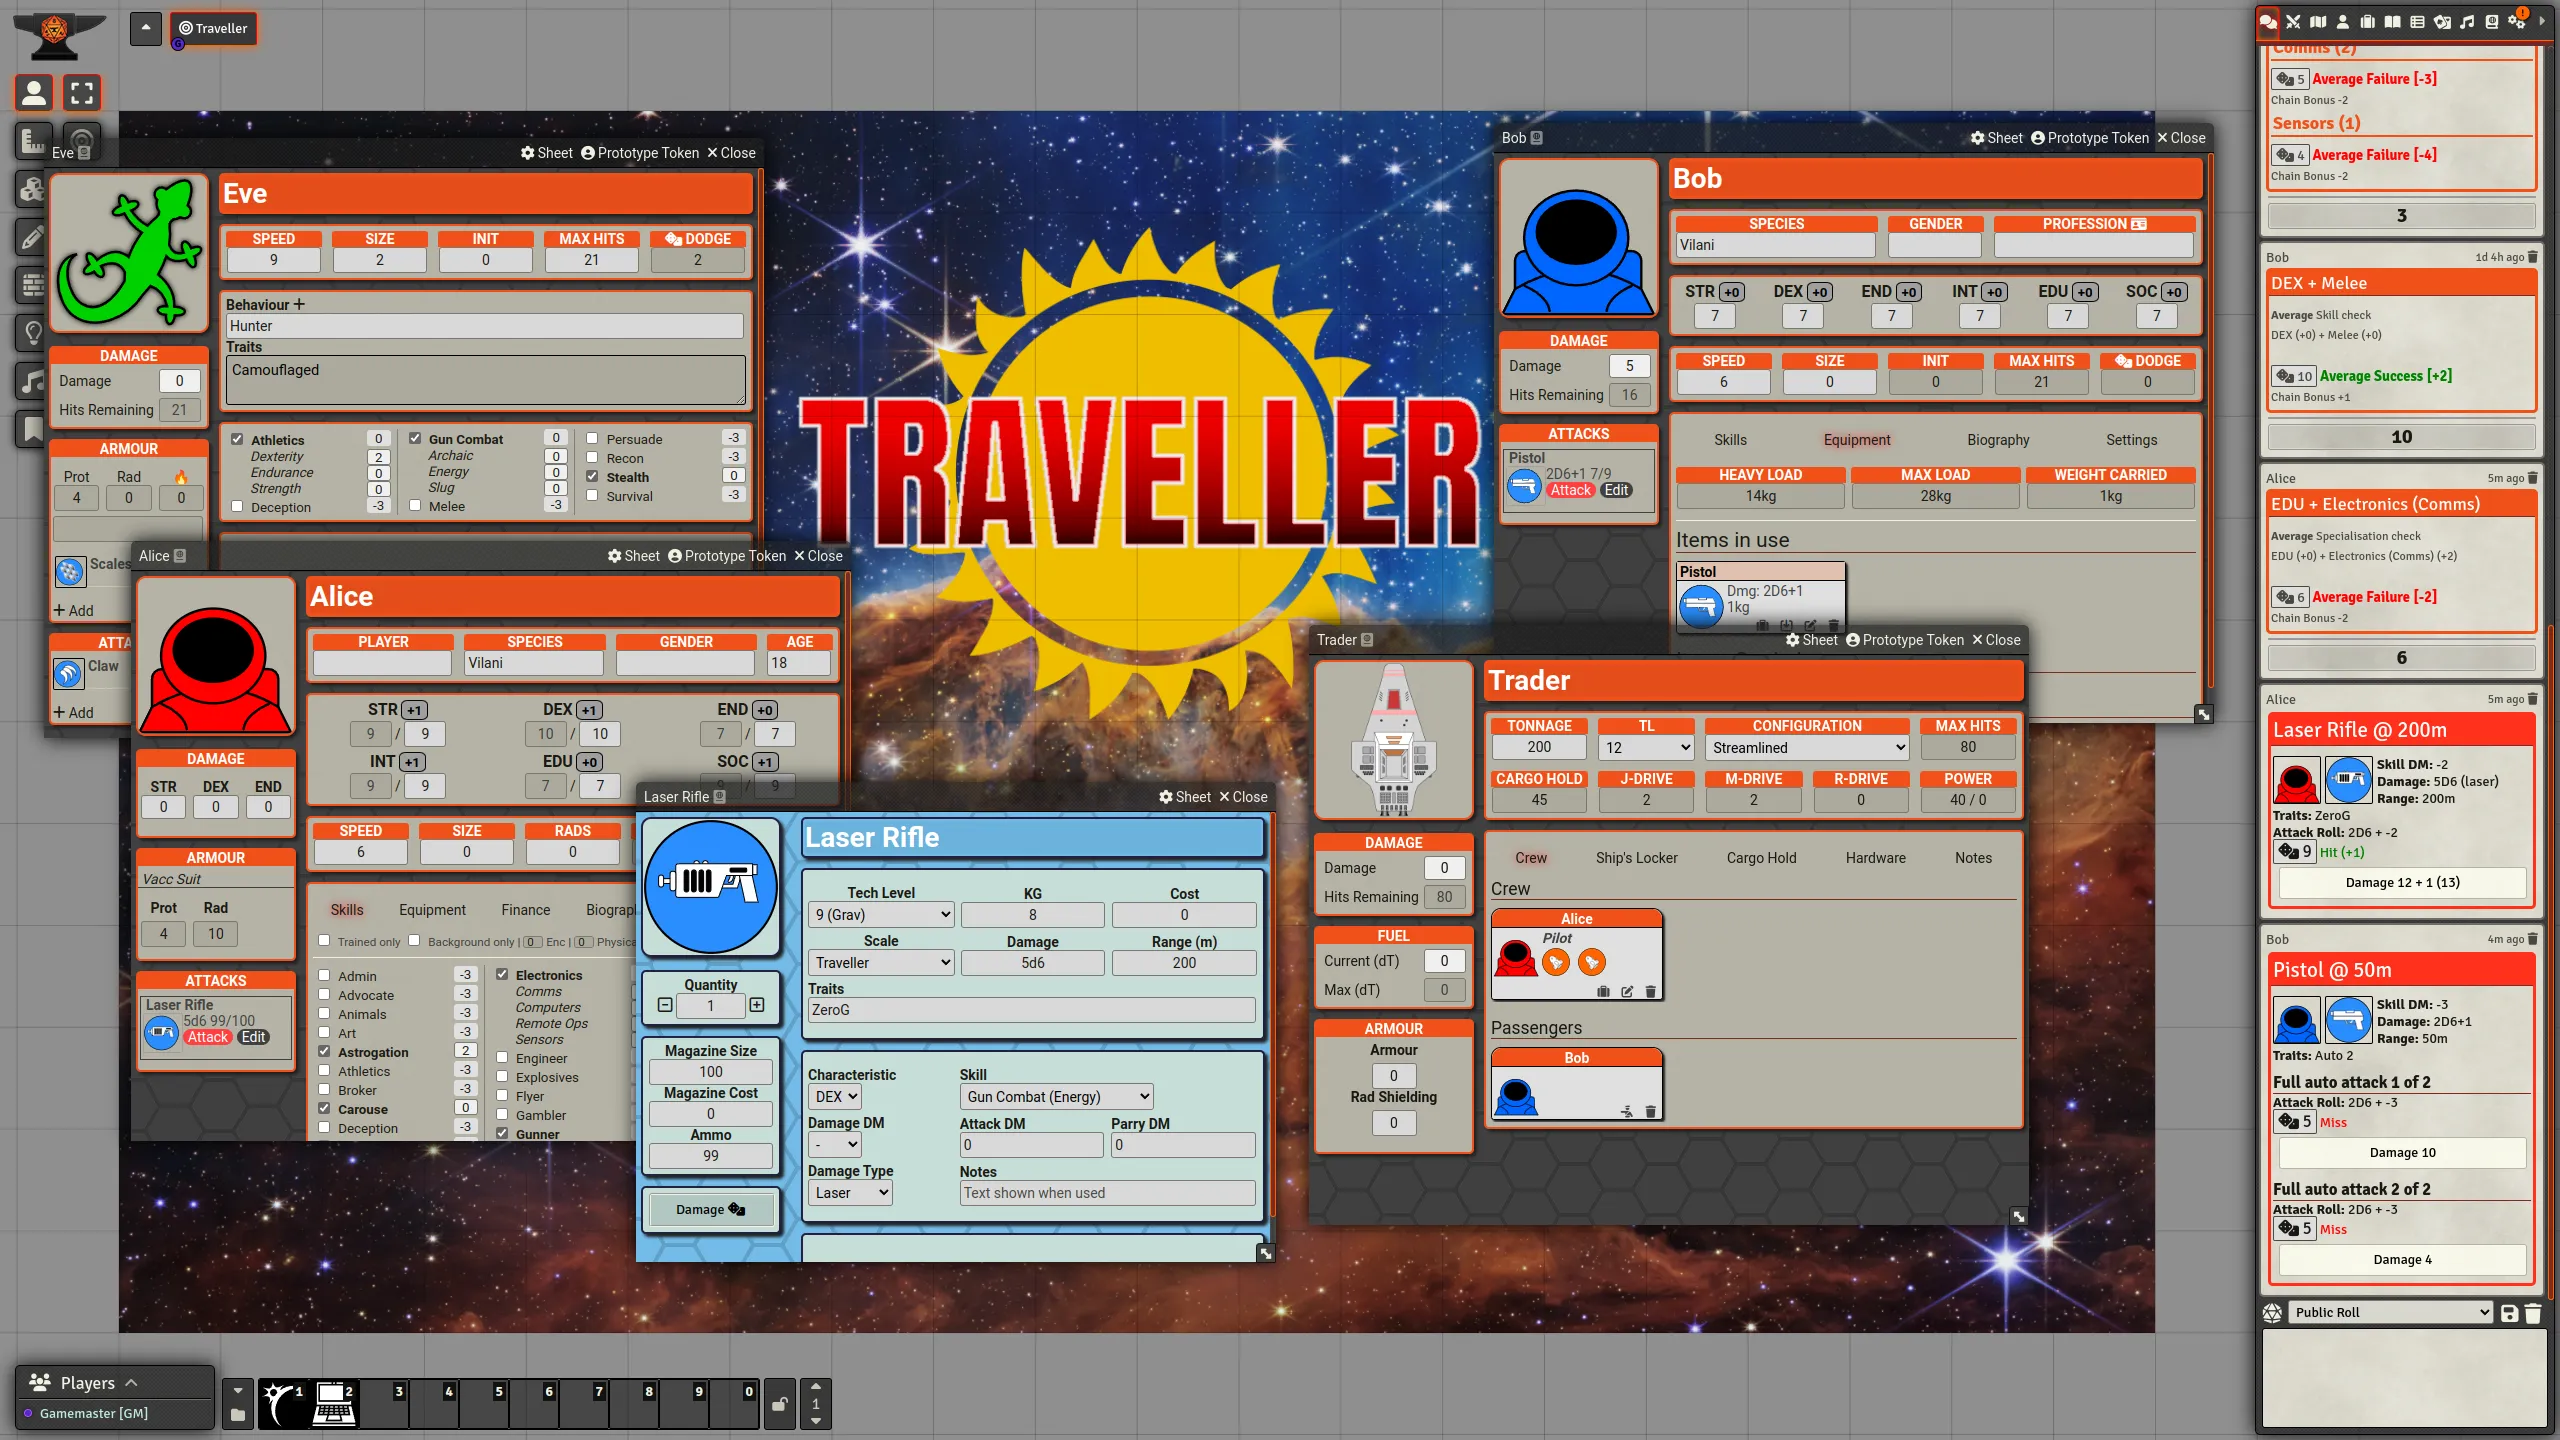 Traveller
G
Eve
Sheet Prototype Token Close
Eve
SPEED SIZE INIT MAX HITS DODGE
9 2 0 21 2
Behaviour
Hunter
Traits
Camouflaged
DAMAGE
Damage 0
Hits Remaining 21
ARMOUR
Prot Rad
4 0 0
Scales
Add
ATTA
Claw
Add
Athletics 0
Dexterity 2
Endurance 0
Strength 0
Deception -3
Gun Combat 0
Archaic 0
Energy 0
Slug 0
Melee -3
Persuade -3
Recon -3
Stealth 0
Survival -3
TRAVELLER
Bob
Sheet Prototype Token Close
Bob
SPECIES GENDER PROFESSION
Vilani
STR +0 DEX +0 END +0 INT +0 EDU +0 SOC +0
7 7 7 7 7 7
DAMAGE
Damage 5
Hits Remaining 16
SPEED SIZE INIT MAX HITS DODGE
6 0 0 21 0
ATTACKS
Pistol
2D6+1 7/9
Attack Edit
Skills Equipment Biography Settings
HEAVY LOAD MAX LOAD WEIGHT CARRIED
14kg 28kg 1kg
Items in use
Pistol
Dmg: 2D6+1
1kg
Alice
Sheet Prototype Token Close
Alice
PLAYER SPECIES GENDER AGE
Vilani 18
STR +1 DEX +1 END +0
9 / 9 10 / 10 7 / 7
INT +1 EDU +0 SOC +1
9 / 9 7 / 7 9 / 9
DAMAGE
STR DEX END
0 0 0
SPEED SIZE RADS
6 0 0
ARMOUR
Vacc Suit
Prot Rad
4 10
ATTACKS
Laser Rifle
5d6 99/100
Attack Edit
Skills Equipment Finance Biograp
Trained only Background only | 0 Enc | 0 Physica
Admin -3
Advocate -3
Animals -3
Art -3
Astrogation 2
Athletics -3
Broker -3
Carouse 0
Deception -3
Electronics
Comms
Computers
Remote Ops
Sensors
Engineer
Explosives
Flyer
Gambler
Gunner
Laser Rifle
Sheet Close
Laser Rifle
Tech Level KG Cost
9 (Grav) 8 0
Scale Damage Range (m)
Traveller 5d6 200
Traits
ZeroG
Quantity
1
Magazine Size
100
Magazine Cost
0
Ammo
99
Damage
Characteristic Skill
DEX Gun Combat (Energy)
Damage DM Attack DM Parry DM
- 0 0
Damage Type Notes
Laser Text shown when used
Trader
Sheet Prototype Token Close
Trader
TONNAGE TL CONFIGURATION MAX HITS
200 12 Streamlined 80
CARGO HOLD J-DRIVE M-DRIVE R-DRIVE POWER
45 2 2 0 40 / 0
DAMAGE
Damage 0
Hits Remaining 80
FUEL
Current (dT) 0
Max (dT) 0
ARMOUR
Armour
0
Rad Shielding
0
Crew Ship's Locker Cargo Hold Hardware Notes
Crew
Alice
Pilot
Passengers
Bob
Comms (2)
5 Average Failure [-3]
Chain Bonus -2
Sensors (1)
4 Average Failure [-4]
Chain Bonus -2
3
Bob 1d 4h ago
DEX + Melee
Average Skill check
DEX (+0) + Melee (+0)
10 Average Success [+2]
Chain Bonus +1
10
Alice 5m ago
EDU + Electronics (Comms)
Average Specialisation check
EDU (+0) + Electronics (Comms) (+2)
6 Average Failure [-2]
Chain Bonus -2
6
Alice 5m ago
Laser Rifle @ 200m
Skill DM: -2
Damage: 5D6 (laser)
Range: 200m
Traits: ZeroG
Attack Roll: 2D6 + -2
9 Hit (+1)
Damage 12 + 1 (13)
Bob 4m ago
Pistol @ 50m
Skill DM: -3
Damage: 2D6+1
Range: 50m
Traits: Auto 2
Full auto attack 1 of 2
Attack Roll: 2D6 + -3
5 Miss
Damage 10
Full auto attack 2 of 2
Attack Roll: 2D6 + -3
5 Miss
Damage 4
Public Roll
Players
Gamemaster [GM]
1 2 3 4 5 6 7 8 9 0
1